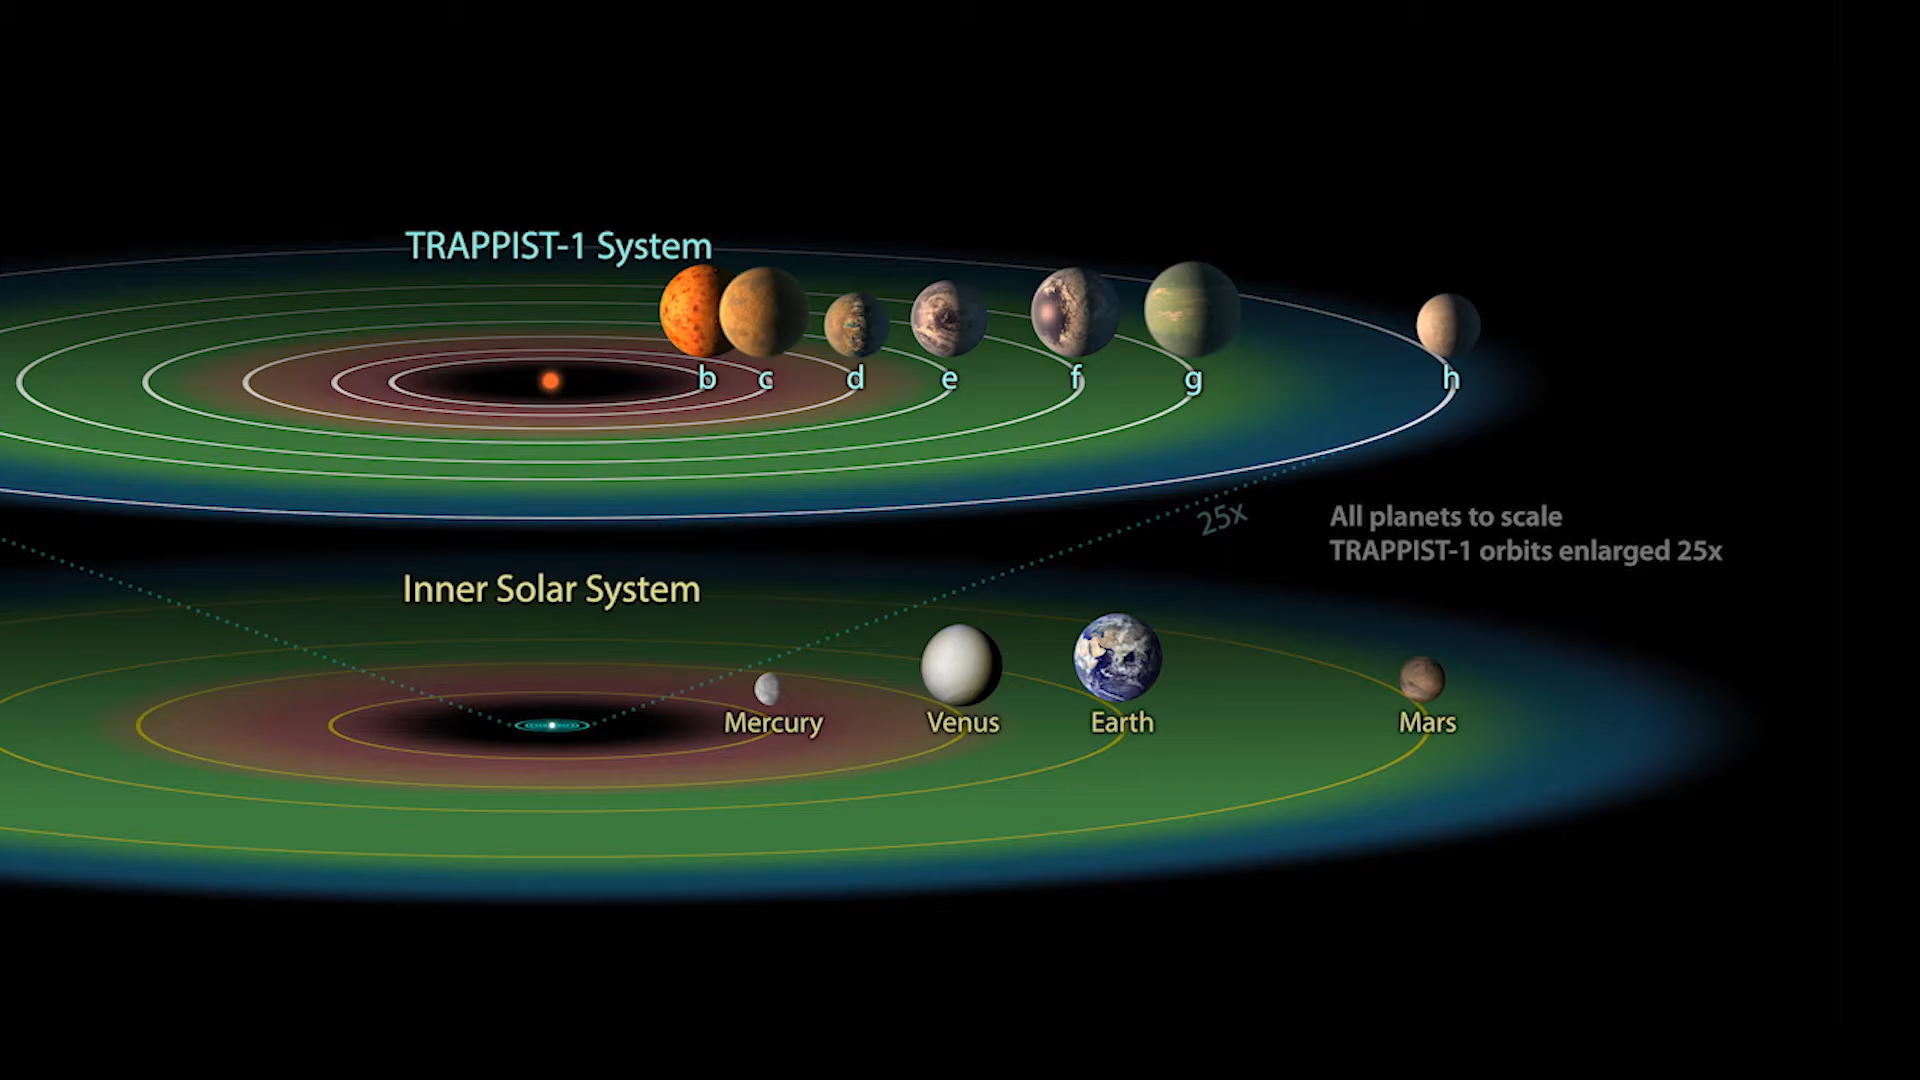 TRAPPIST-1 System
b
c
d
e
f
g
h
25x
All planets to scale
TRAPPIST-1 orbits enlarged 25x
Inner Solar System
Mercury
Venus
Earth
Mars